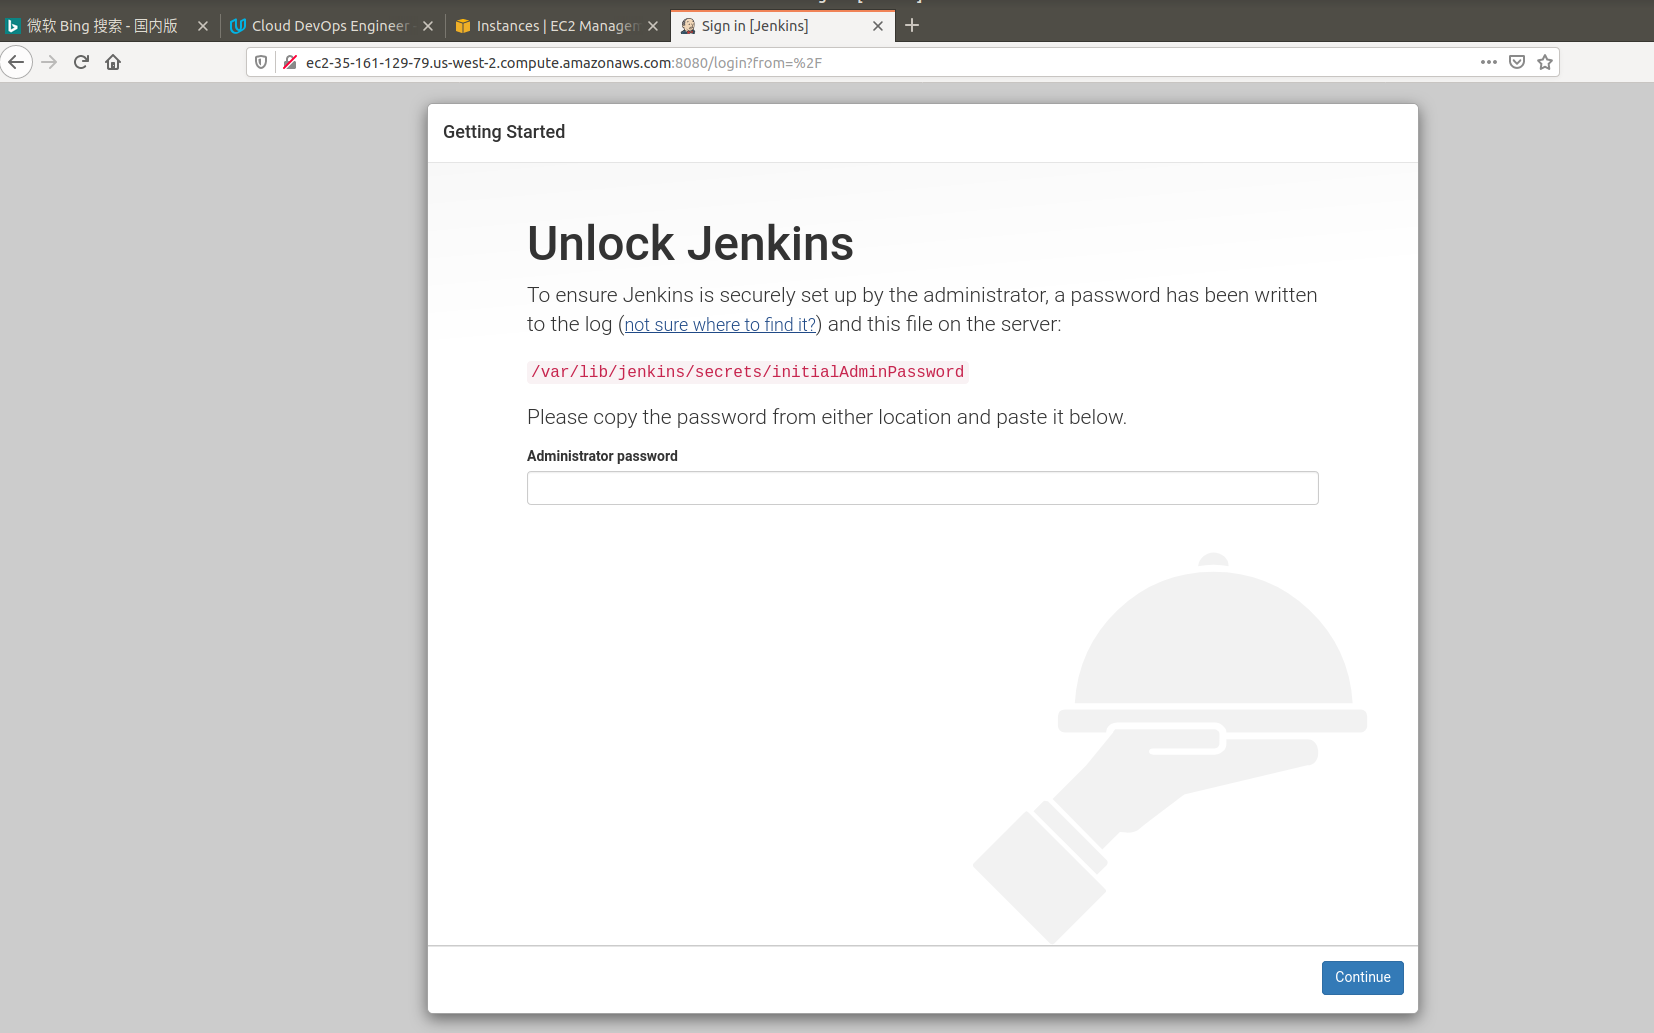 微软 Bing 搜索 - 国内版
Cloud DevOps Engineer
Instances | EC2 Managem
Sign in [Jenkins]
ec2-35-161-129-79.us-west-2.compute.amazonaws.com:8080/login?from=%2F
Getting Started
Unlock Jenkins
To ensure Jenkins is securely set up by the administrator, a password has been written
to the log (not sure where to find it?) and this file on the server:
/var/lib/jenkins/secrets/initialAdminPassword
Please copy the password from either location and paste it below.
Administrator password
Continue